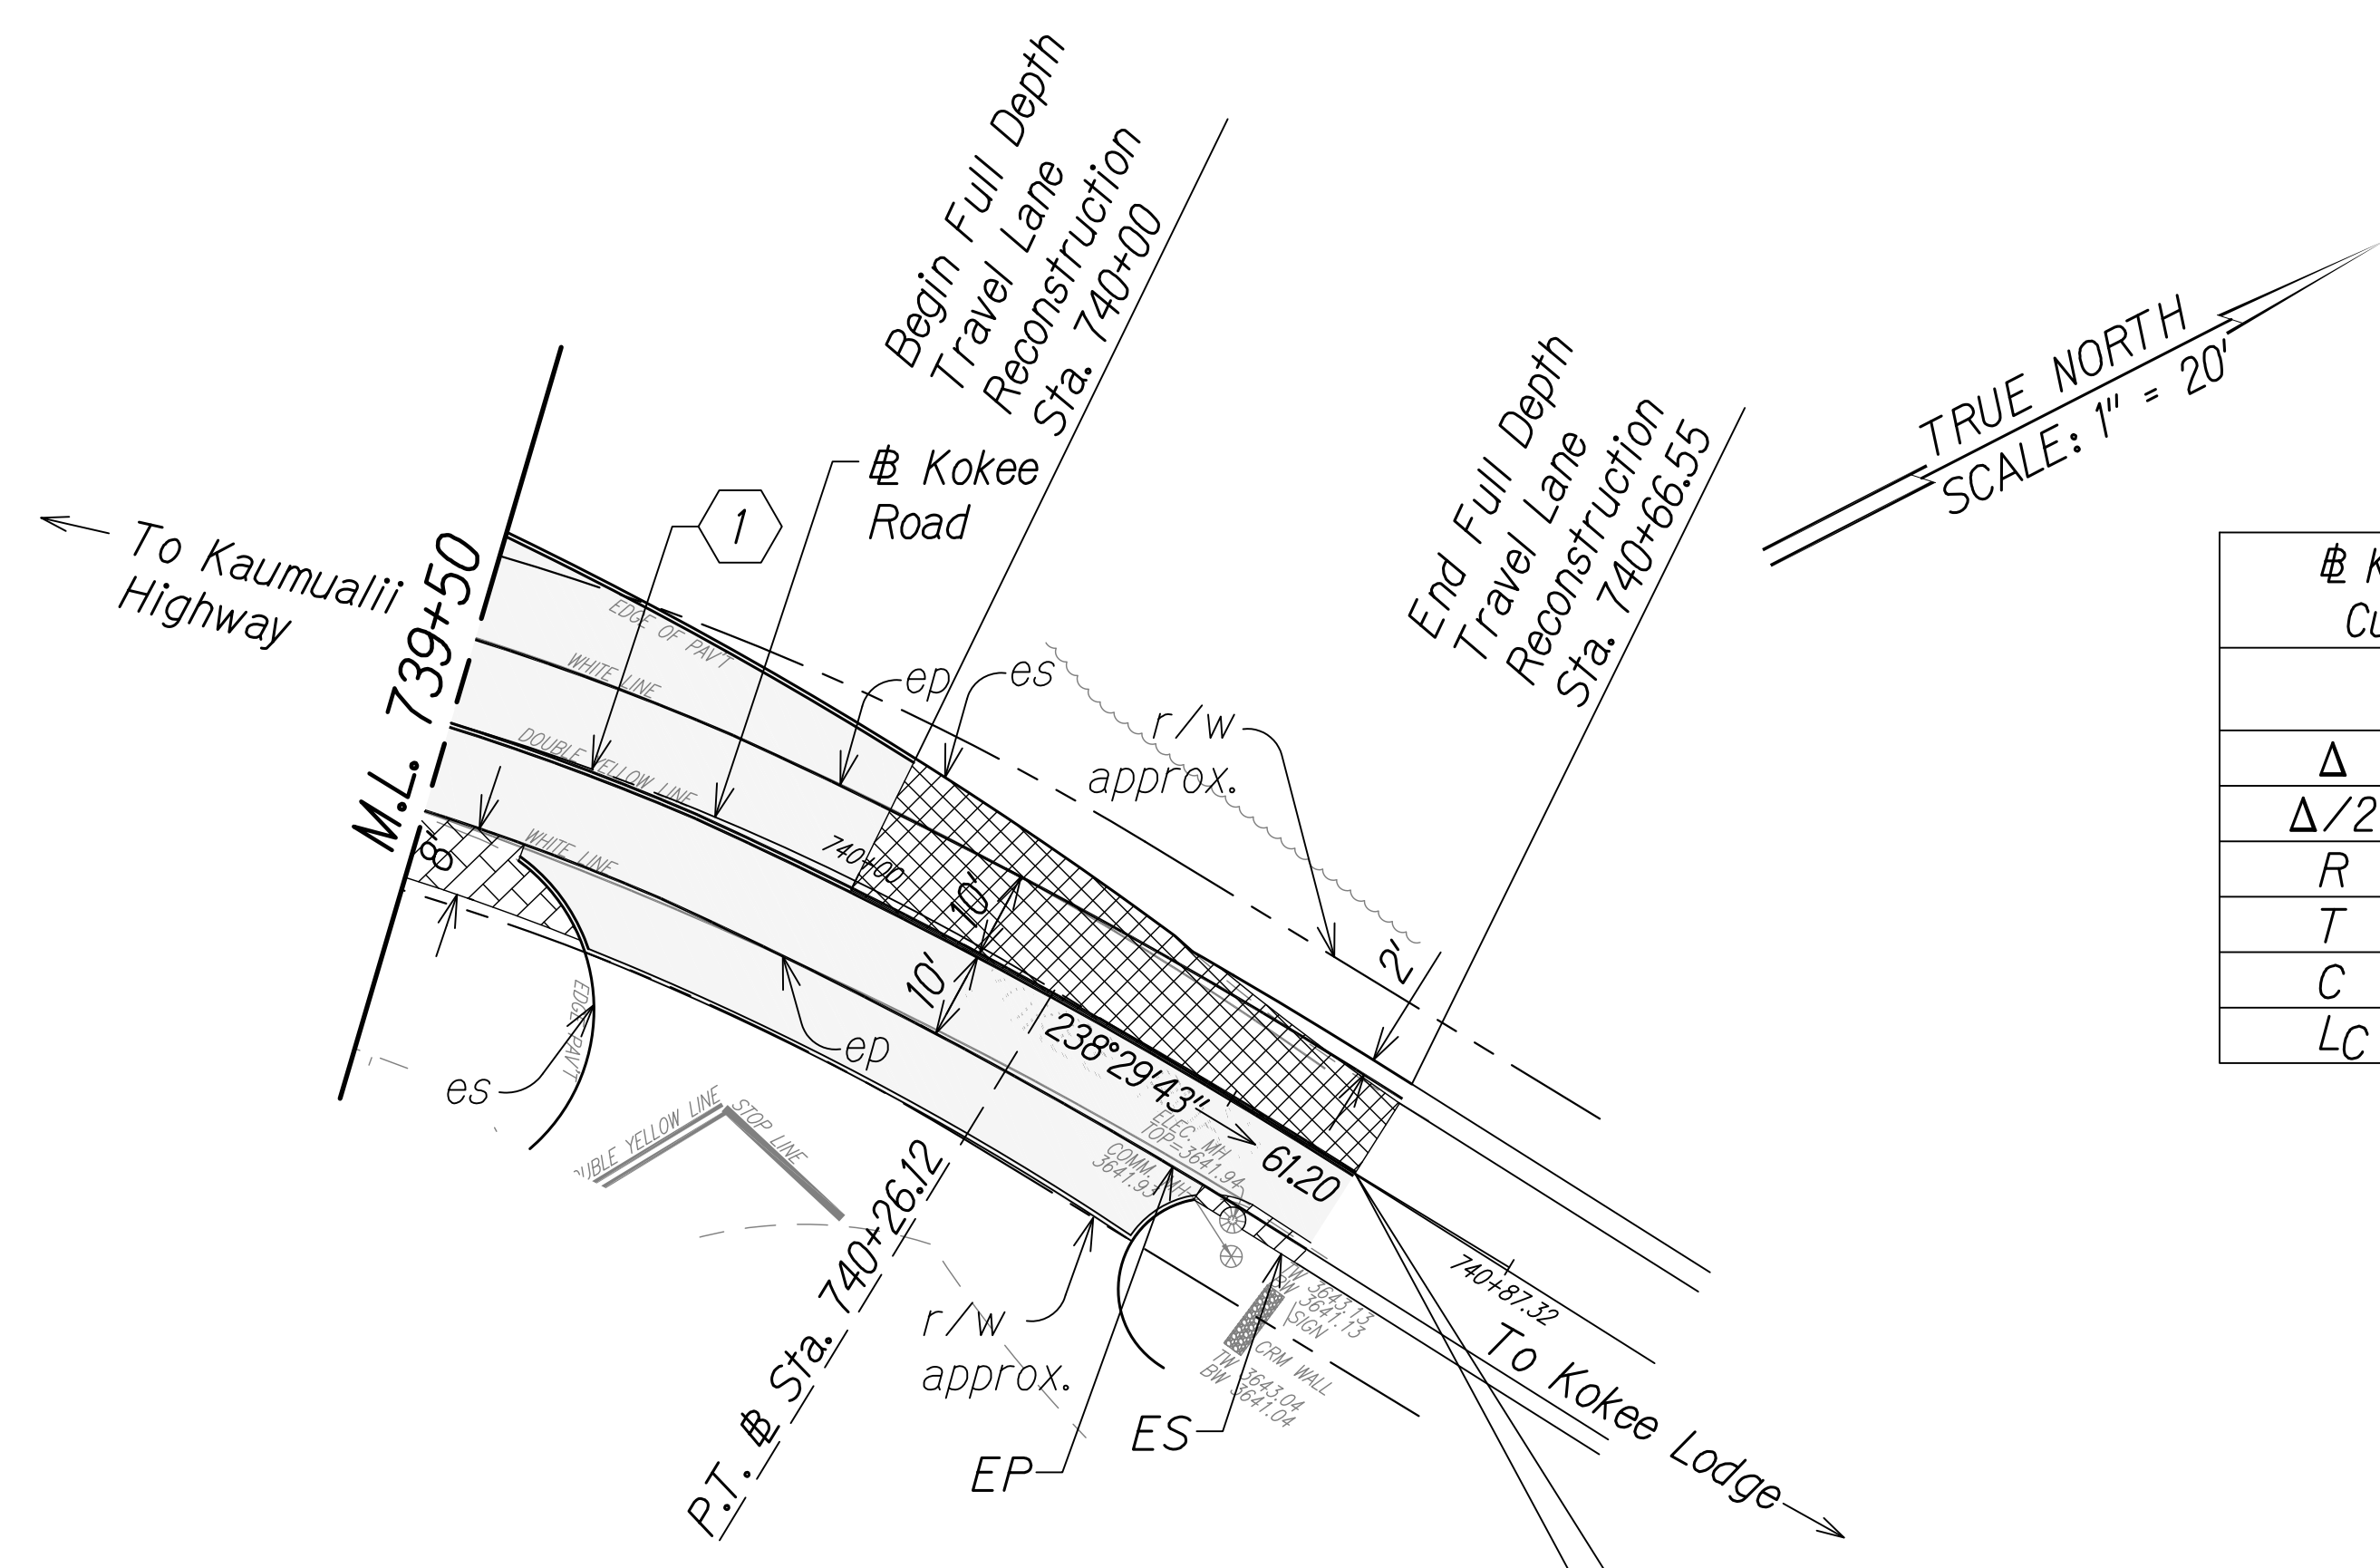 Begin Full Depth
Travel Lane
Reconstruction
Sta. 740+00
End Full Depth
Travel Lane
Reconstruction
Sta. 740+66.55
TRUE NORTH
SCALE: 1" = 20'
To Kaumualii
Highway
M.L. 739+50
1
℄ Kokee
Road
EDGE OF PAV'T
WHITE LINE
DOUBLE YELLOW LINE
WHITE LINE
ep
es
r/w
approx.
8'
740+00
10'
10'
2'
238°29'43"
61.20
ep
es
EDGE PAV'T
UBLE YELLOW LINE
STOP LINE
ELEC. MH
TOP=3641.94
COMM. MH
3641.93
P.T. ℄ Sta. 740+26.12
r/w
approx.
EP
ES
TW 3643.13
BW 3641.13
SIGN
CRM WALL
TW 3643.04
BW 3641.04
740+87.32
To Kokee Lodge
℄ K
Cu
Δ
Δ/2
R
T
C
LC